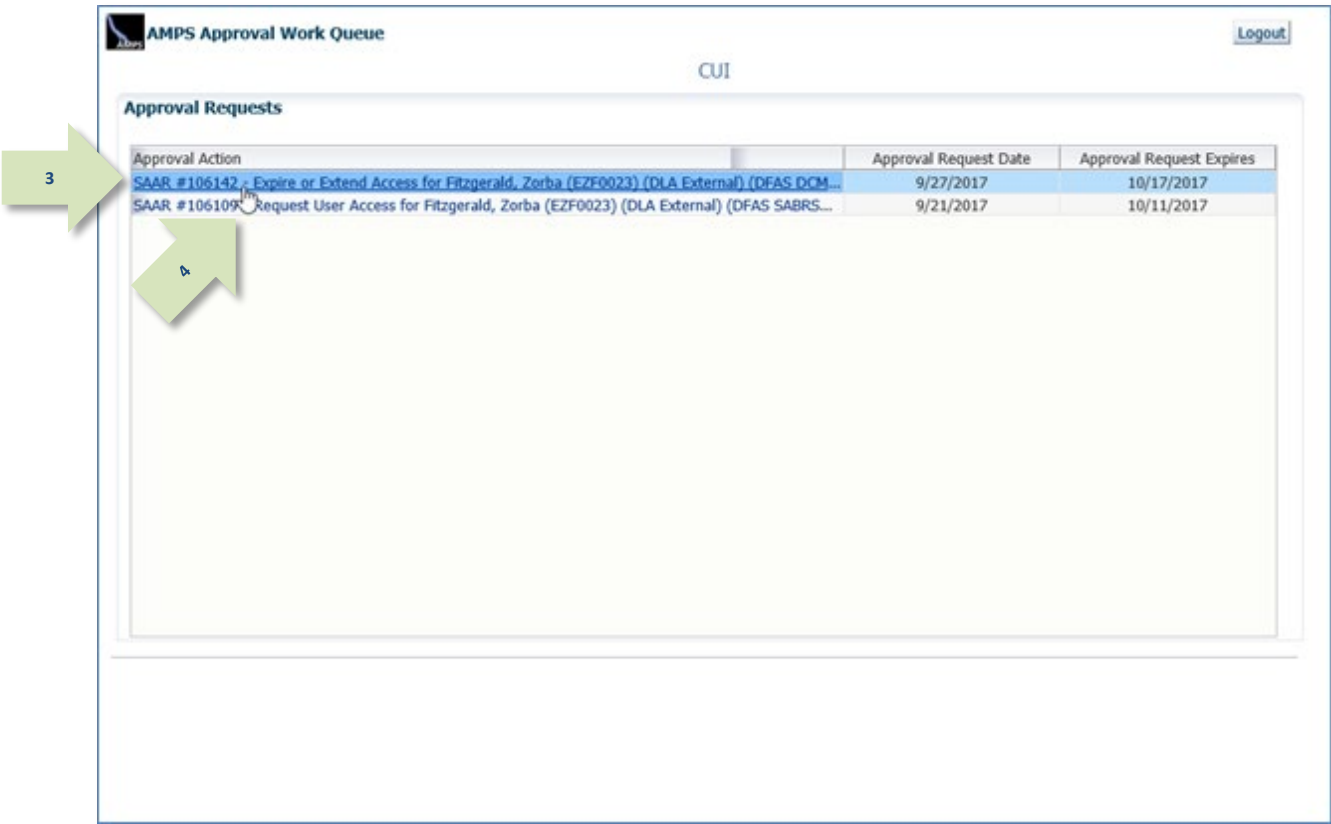 AMPS
AMPS Approval Work Queue
Logout
CUI
Approval Requests
Approval Action
Approval Request Date
Approval Request Expires
3
SAAR #106142 - Expire or Extend Access for Fitzgerald, Zorba (EZF0023) (DLA External) (DFAS DCM...
9/27/2017
10/17/2017
SAAR #106109 Request User Access for Fitzgerald, Zorba (EZF0023) (DLA External) (DFAS SABRS...
9/21/2017
10/11/2017
4